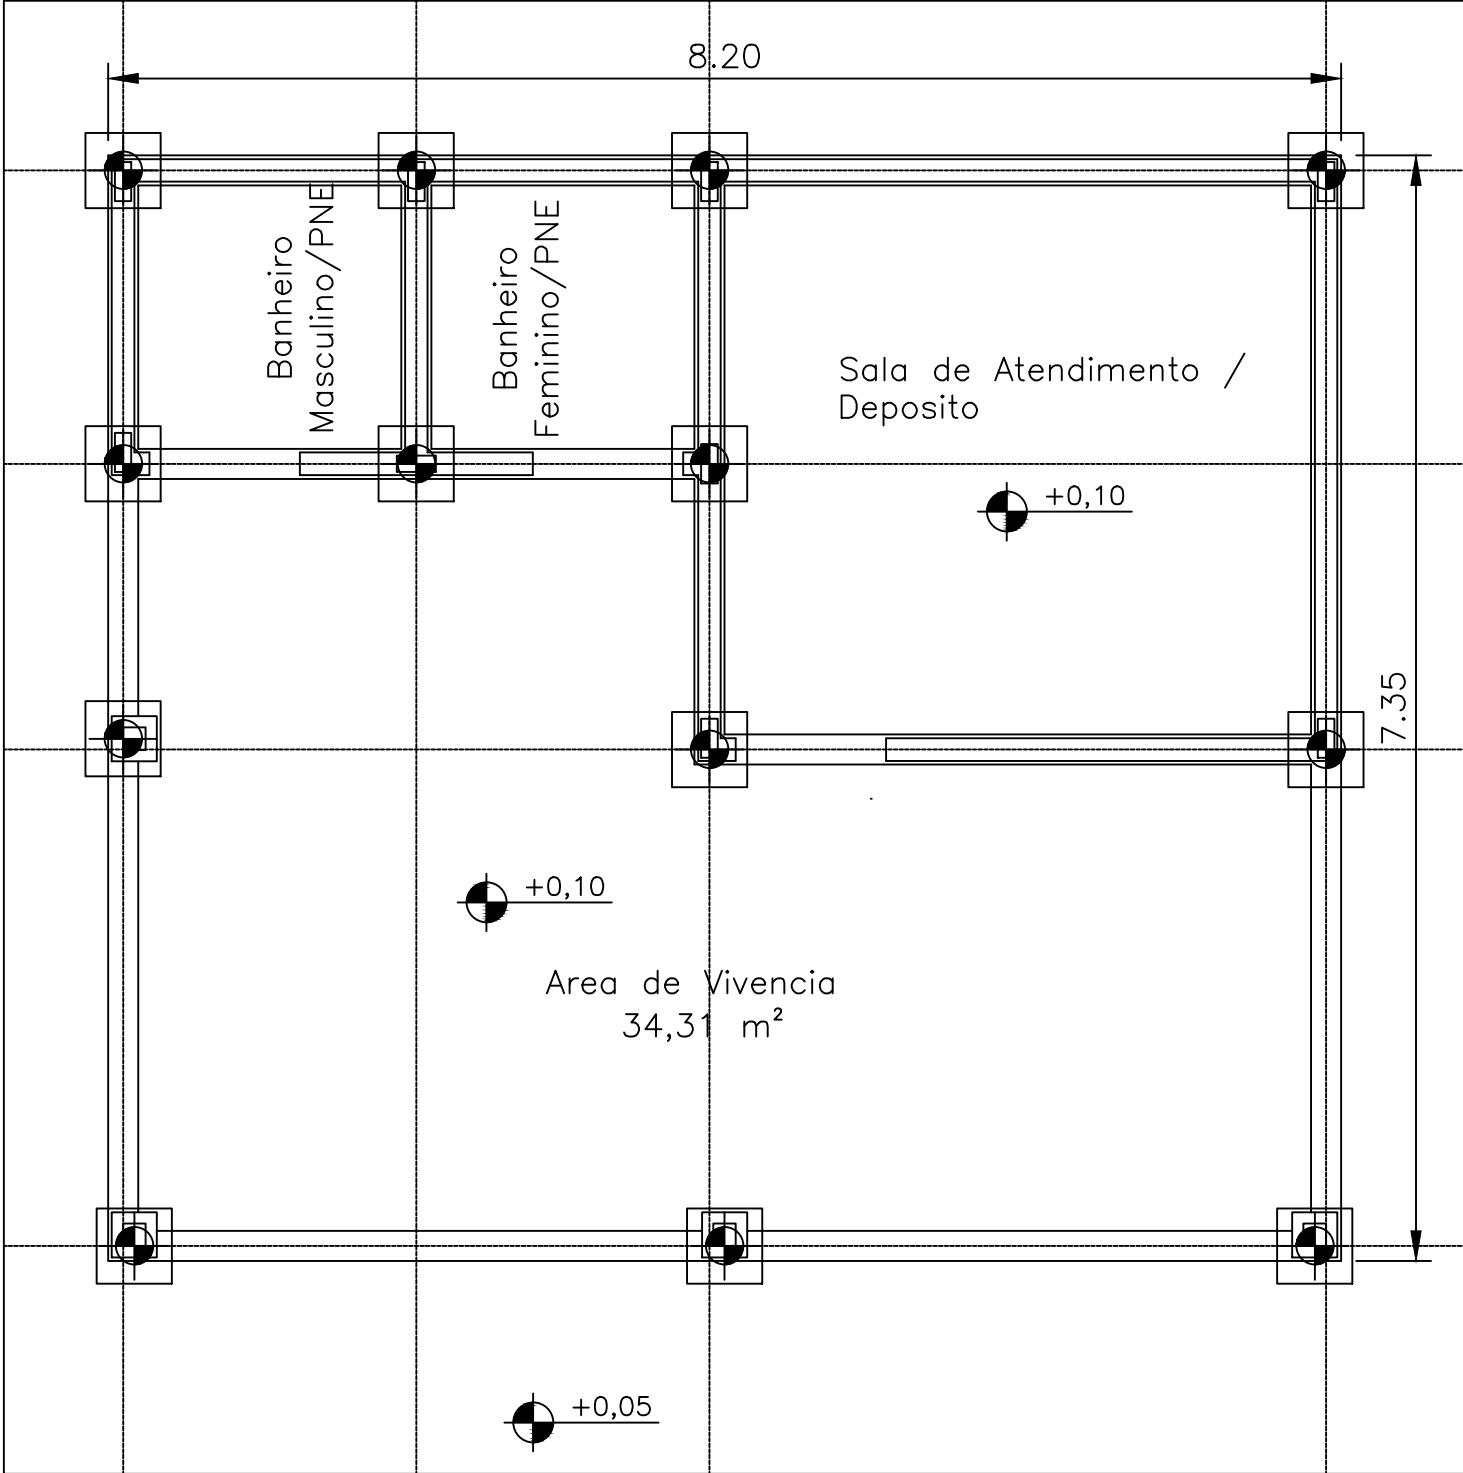 8.20
Banheiro
Masculino/PNE
Banheiro
Feminino/PNE
Sala de Atendimento /
Deposito
+0,10
7.35
+0,10
Area de Vivencia
34,31 m²
+0,05